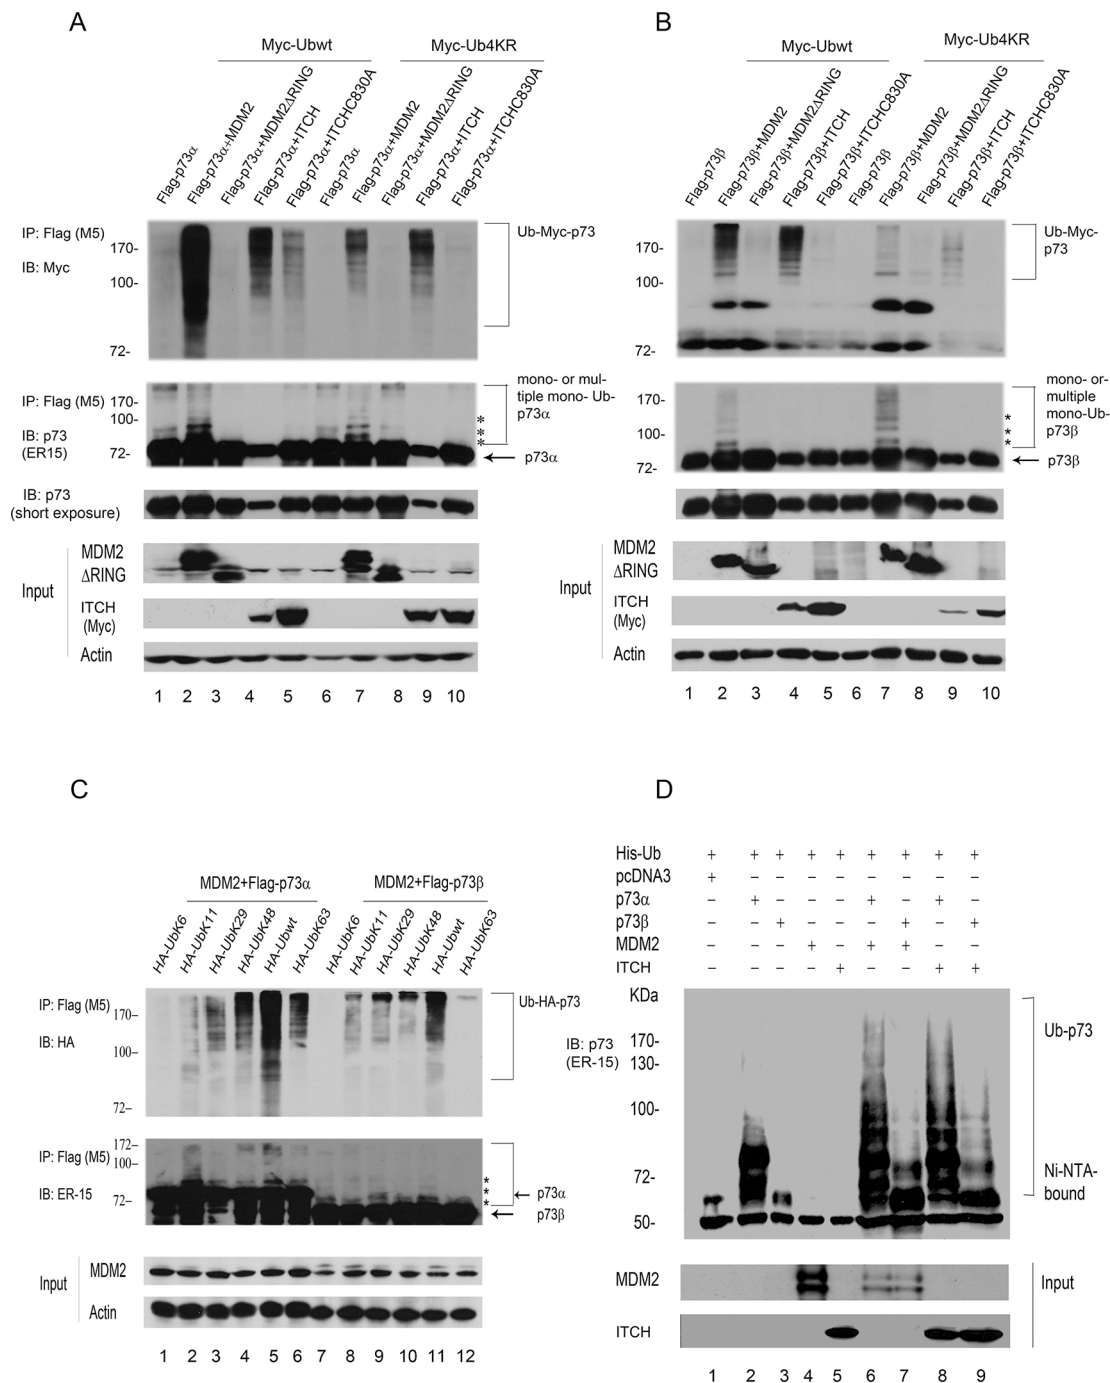 A
Myc-Ubwt
Myc-Ub4KR
Flag-p73α
Flag-p73α+MDM2
Flag-p73α+MDM2ΔRING
Flag-p73α+ITCH
Flag-p73α+ITCHC830A
Flag-p73α
Flag-p73α+MDM2
Flag-p73α+MDM2ΔRING
Flag-p73α+ITCH
Flag-p73α+ITCHC830A
IP: Flag (M5)
IB: Myc
170-
100-
72-
Ub-Myc-p73
IP: Flag (M5)
IB: p73
(ER15)
170-
100-
72-
mono- or mul-
tiple mono- Ub-
p73α
*
*
*
p73α
IB: p73
(short exposure)
Input
MDM2
ΔRING
ITCH
(Myc)
Actin
1 2 3 4 5 6 7 8 9 10
B
Myc-Ubwt
Myc-Ub4KR
Flag-p73β
Flag-p73β+MDM2
Flag-p73β+MDM2ΔRING
Flag-p73β+ITCH
Flag-p73β+ITCHC830A
Flag-p73β
Flag-p73β+MDM2
Flag-p73β+MDM2ΔRING
Flag-p73β+ITCH
Flag-p73β+ITCHC830A
170-
100-
72-
Ub-Myc-
p73
170-
100-
72-
mono- or-
multiple
mono-Ub-
p73β
*
*
*
p73β
Input
MDM2
ΔRING
ITCH
(Myc)
Actin
1 2 3 4 5 6 7 8 9 10
C
MDM2+Flag-p73α
MDM2+Flag-p73β
HA-UbK6
HA-UbK11
HA-UbK29
HA-UbK48
HA-Ubwt
HA-UbK63
HA-UbK6
HA-UbK11
HA-UbK29
HA-UbK48
HA-Ubwt
HA-UbK63
IP: Flag (M5)
IB: HA
170-
100-
72-
Ub-HA-p73
IP: Flag (M5)
IB: ER-15
172-
100-
72-
*
*
*
p73α
p73β
Input
MDM2
Actin
1 2 3 4 5 6 7 8 9 10 11 12
D
His-Ub + + + + + + + + +
pcDNA3 + − − − − − − − −
p73α − + − − − + − + −
p73β − − + − − − + − +
MDM2 − − − + − + + − −
ITCH − − − − + − − + +
KDa
IB: p73
(ER-15)
170-
130-
100-
72-
50-
Ub-p73
Ni-NTA-
bound
MDM2
ITCH
Input
1 2 3 4 5 6 7 8 9